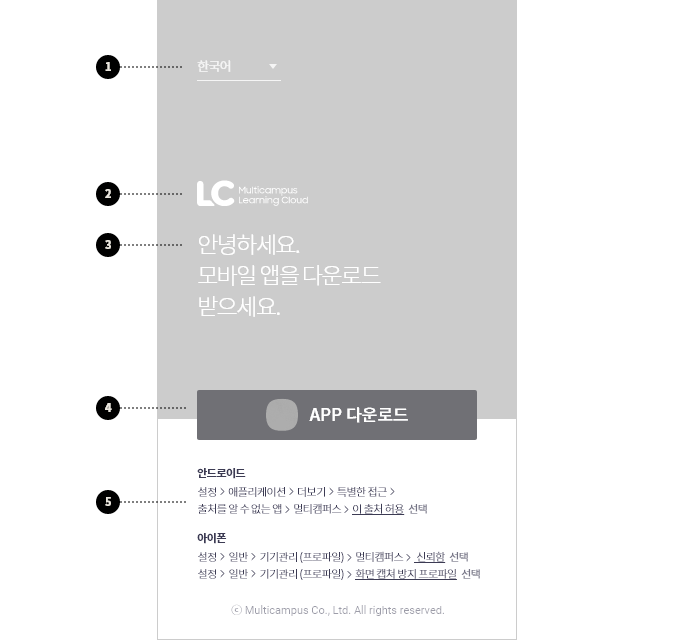 1
한국어
2
LC Multicampus
Learning Cloud
3
안녕하세요.
모바일 앱을 다운로드
받으세요.
4
APP 다운로드
안드로이드
설정 > 애플리케이션 > 더보기 > 특별한 접근 >
5
출처를 알 수 없는 앱 > 멀티캠퍼스 > 이 출처 허용 선택
아이폰
설정 > 일반 > 기기관리 (프로파일) > 멀티캠퍼스 > 신뢰함 선택
설정 > 일반 > 기기관리 (프로파일) > 화면 캡쳐 방지 프로파일 선택
ⓒ Multicampus Co., Ltd. All rights reserved.